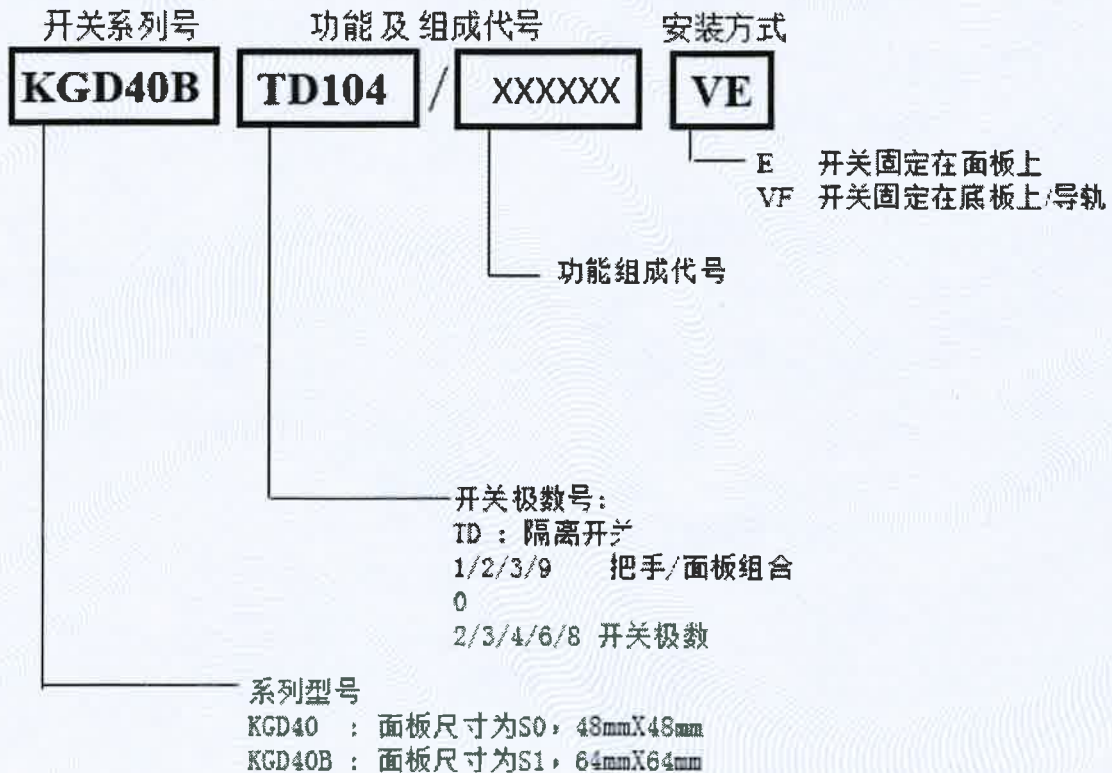 开关系列号 功能及组成代号 安装方式
KGD40B TD104 / XXXXXX VE
E 开关固定在面板上
VF 开关固定在底板上/导轨
功能组成代号
开关极数号:
TD : 隔离开关
1/2/3/9 把手/面板组合
0
2/3/4/6/8 开关极数
系列型号
KGD40 : 面板尺寸为S0, 48mmX48mm
KGD40B : 面板尺寸为S1, 64mmX64mm